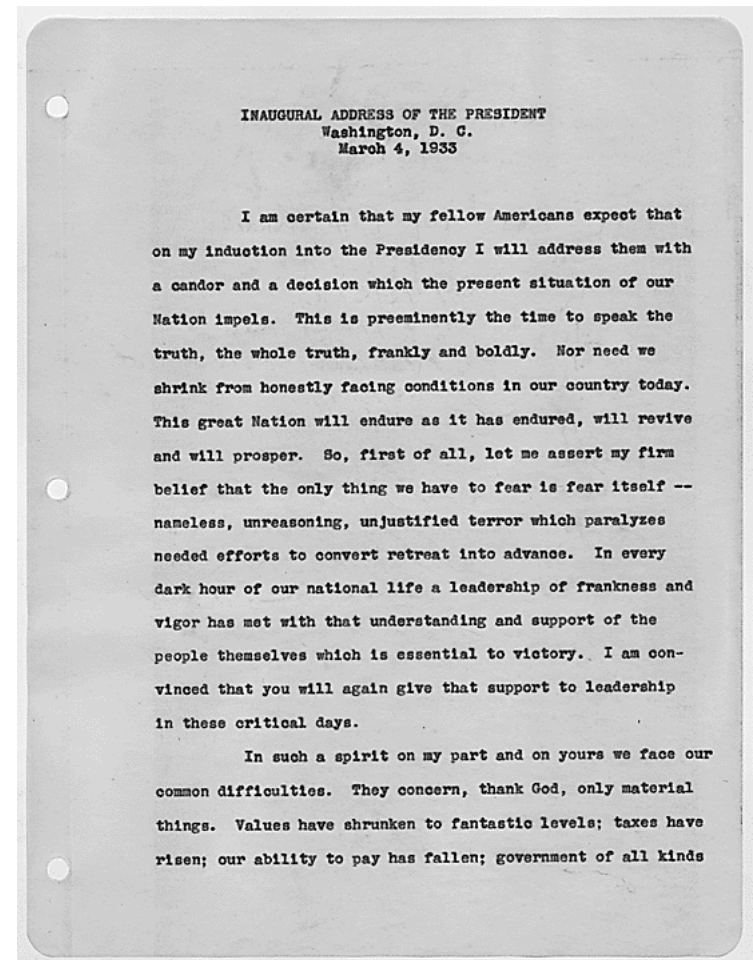 INAUGURAL ADDRESS OF THE PRESIDENT
Washington, D. C.
March 4, 1933
I am certain that my fellow Americans expect that
on my induction into the Presidency I will address them with
a candor and a decision which the present situation of our
Nation impels. This is preeminently the time to speak the
truth, the whole truth, frankly and boldly. Nor need we
shrink from honestly facing conditions in our country today.
This great Nation will endure as it has endured, will revive
and will prosper. So, first of all, let me assert my firm
belief that the only thing we have to fear is fear itself --
nameless, unreasoning, unjustified terror which paralyzes
needed efforts to convert retreat into advance. In every
dark hour of our national life a leadership of frankness and
vigor has met with that understanding and support of the
people themselves which is essential to victory. I am con-
vinced that you will again give that support to leadership
in these critical days.
In such a spirit on my part and on yours we face our
common difficulties. They concern, thank God, only material
things. Values have shrunken to fantastic levels; taxes have
risen; our ability to pay has fallen; government of all kinds